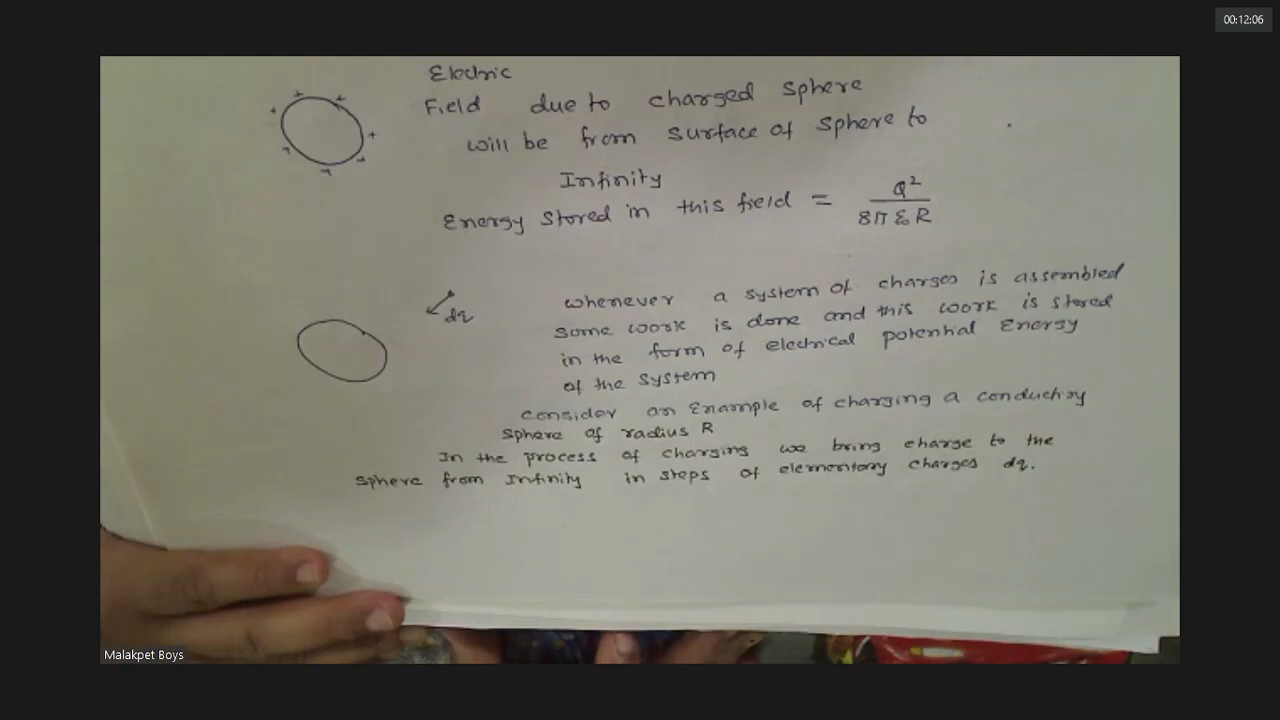 00:12:06
Electric
Field due to charged sphere
will be from surface of sphere to
Infinity
Energy stored in this field = Q²/8πε₀R
dq
whenever a system of charges is assembled
some work is done and this work is stored
in the form of electrical potential Energy
of the system
consider an Example of charging a conducting
sphere of radius R
In the process of charging we bring charge to the
sphere from Infinity in steps of elementary charges dq.
Malakpet Boys